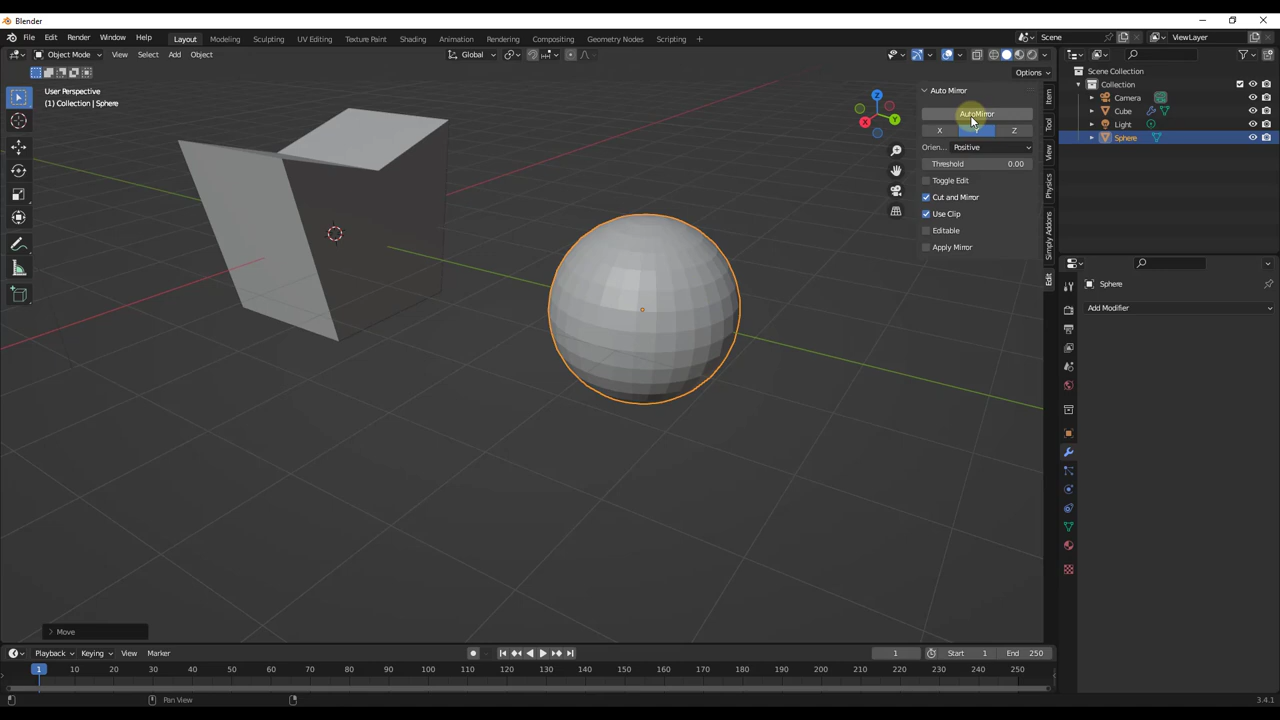 Blender
File Edit Render Window Help Layout Modeling Sculpting UV Editing Texture Paint Shading Animation Rendering Compositing Geometry Nodes Scripting + Scene ViewLayer
Object Mode View Select Add Object Global
Options
User Perspective
(1) Collection | Sphere
Z
Y
X
Auto Mirror
AutoMirror
X Y Z
Orien... Positive
Threshold 0.00
Toggle Edit
Cut and Mirror
Use Clip
Editable
Apply Mirror
Item
Tool
View
Physics
Simply Addons
Edit
Scene Collection
Collection
Camera
Cube
Light
Sphere
Sphere
Add Modifier
Move
Playback Keying View Marker 1 Start 1 End 250
1 10 20 30 40 50 60 70 80 90 100 110 120 130 140 150 160 170 180 190 200 210 220 230 240 250
Pan View 3.4.1